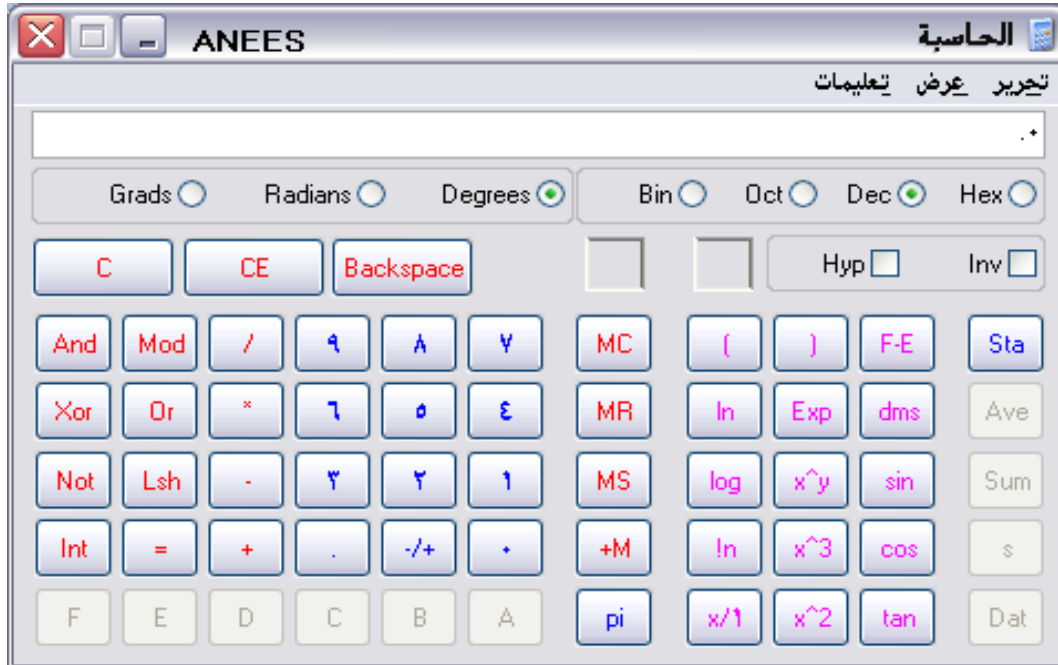 ANEES الحاسبة
تحرير عرض تعليمات
٠.
Grads Radians Degrees Bin Oct Dec Hex
C CE Backspace Hyp Inv
And Mod / ٩ ٨ ٧ MC ( ) F-E Sta
Xor Or * ٦ ٥ ٤ MR ln Exp dms Ave
Not Lsh - ٣ ٢ ١ MS log x^y sin Sum
Int = + . -/+ ٠ +M !n x^3 cos s
F E D C B A pi x/١ x^2 tan Dat